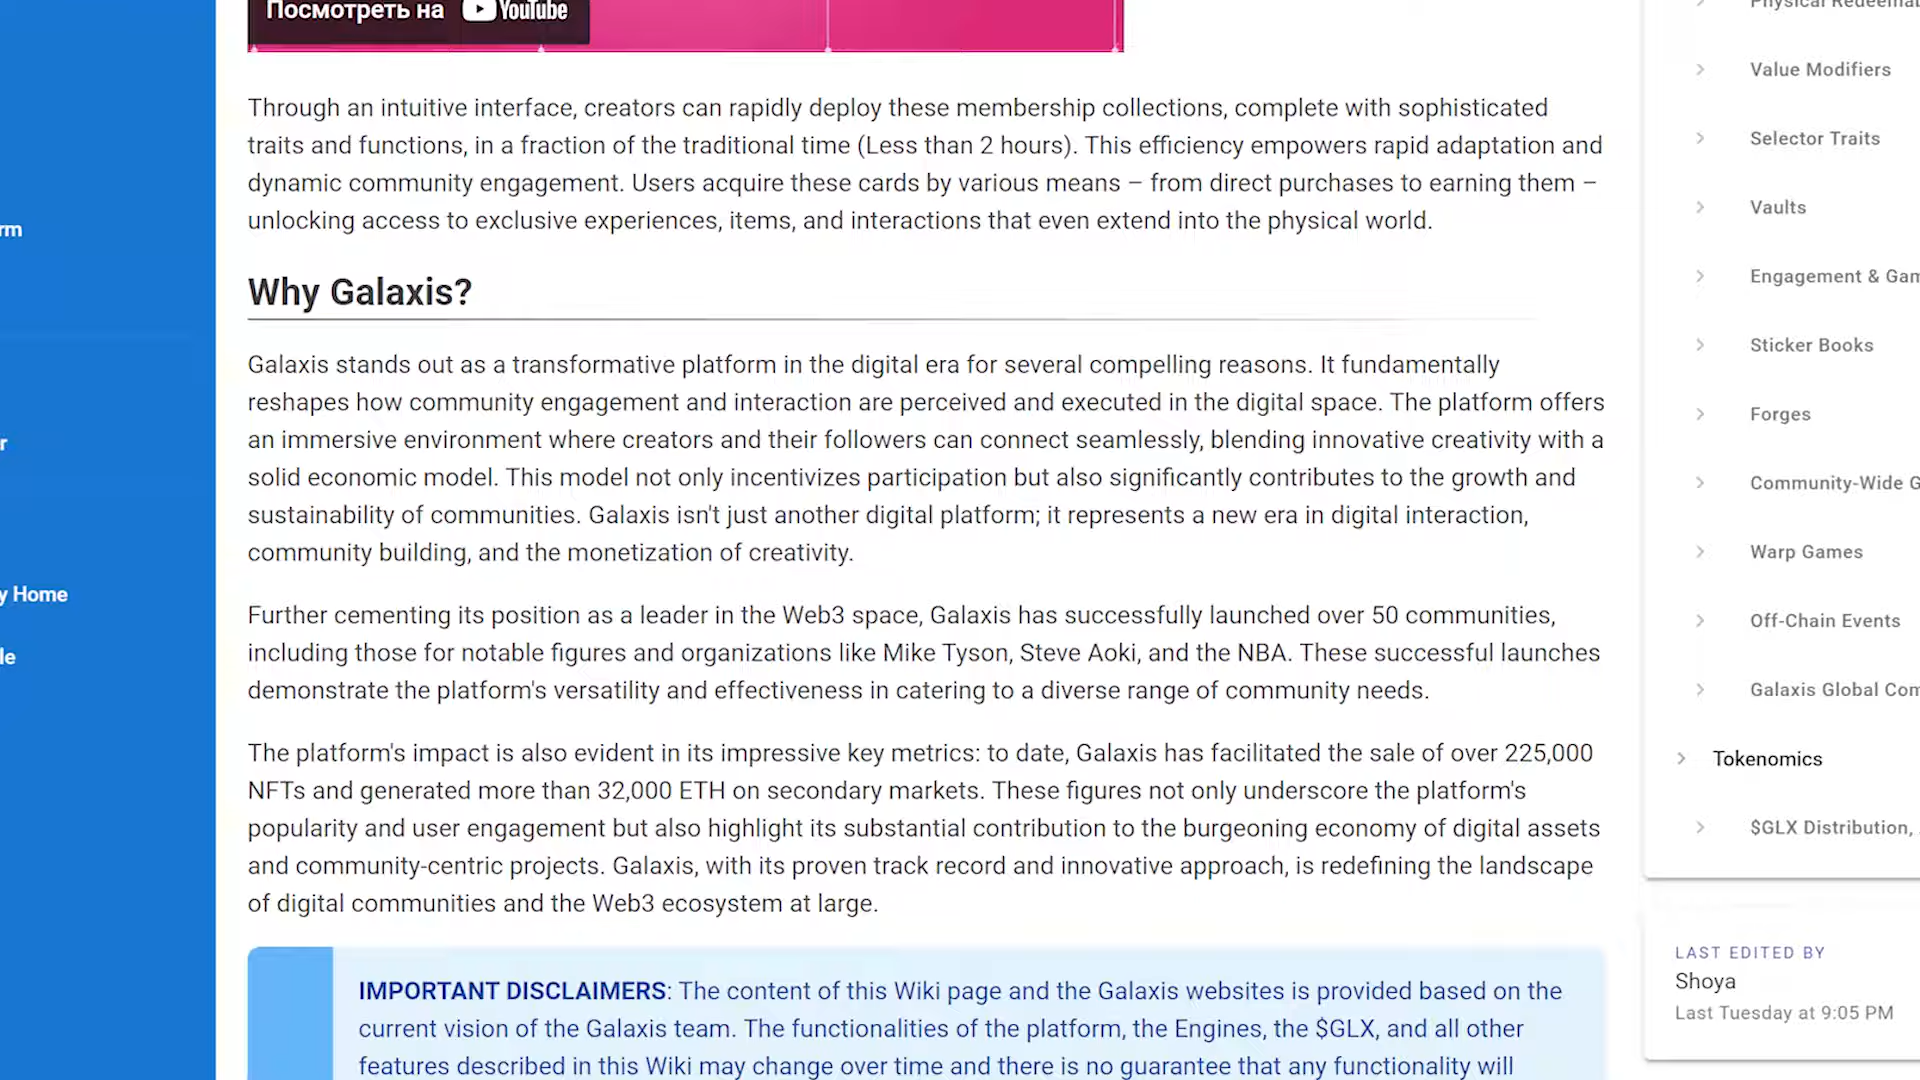 Посмотреть на YouTube
Through an intuitive interface, creators can rapidly deploy these membership collections, complete with sophisticated
traits and functions, in a fraction of the traditional time (Less than 2 hours). This efficiency empowers rapid adaptation and
dynamic community engagement. Users acquire these cards by various means – from direct purchases to earning them –
unlocking access to exclusive experiences, items, and interactions that even extend into the physical world.
Why Galaxis?
Galaxis stands out as a transformative platform in the digital era for several compelling reasons. It fundamentally
reshapes how community engagement and interaction are perceived and executed in the digital space. The platform offers
an immersive environment where creators and their followers can connect seamlessly, blending innovative creativity with a
solid economic model. This model not only incentivizes participation but also significantly contributes to the growth and
sustainability of communities. Galaxis isn't just another digital platform; it represents a new era in digital interaction,
community building, and the monetization of creativity.
Further cementing its position as a leader in the Web3 space, Galaxis has successfully launched over 50 communities,
including those for notable figures and organizations like Mike Tyson, Steve Aoki, and the NBA. These successful launches
demonstrate the platform's versatility and effectiveness in catering to a diverse range of community needs.
The platform's impact is also evident in its impressive key metrics: to date, Galaxis has facilitated the sale of over 225,000
NFTs and generated more than 32,000 ETH on secondary markets. These figures not only underscore the platform's
popularity and user engagement but also highlight its substantial contribution to the burgeoning economy of digital assets
and community-centric projects. Galaxis, with its proven track record and innovative approach, is redefining the landscape
of digital communities and the Web3 ecosystem at large.
IMPORTANT DISCLAIMERS: The content of this Wiki page and the Galaxis websites is provided based on the
current vision of the Galaxis team. The functionalities of the platform, the Engines, the $GLX, and all other
features described in this Wiki may change over time and there is no guarantee that any functionality will
rm
r
y Home
le
Physical
Value Modifiers
Selector Traits
Vaults
Engagement & Gam
Sticker Books
Forges
Community-Wide G
Warp Games
Off-Chain Events
Galaxis Global Com
Tokenomics
$GLX Distribution,
LAST EDITED BY
Shoya
Last Tuesday at 9:05 PM